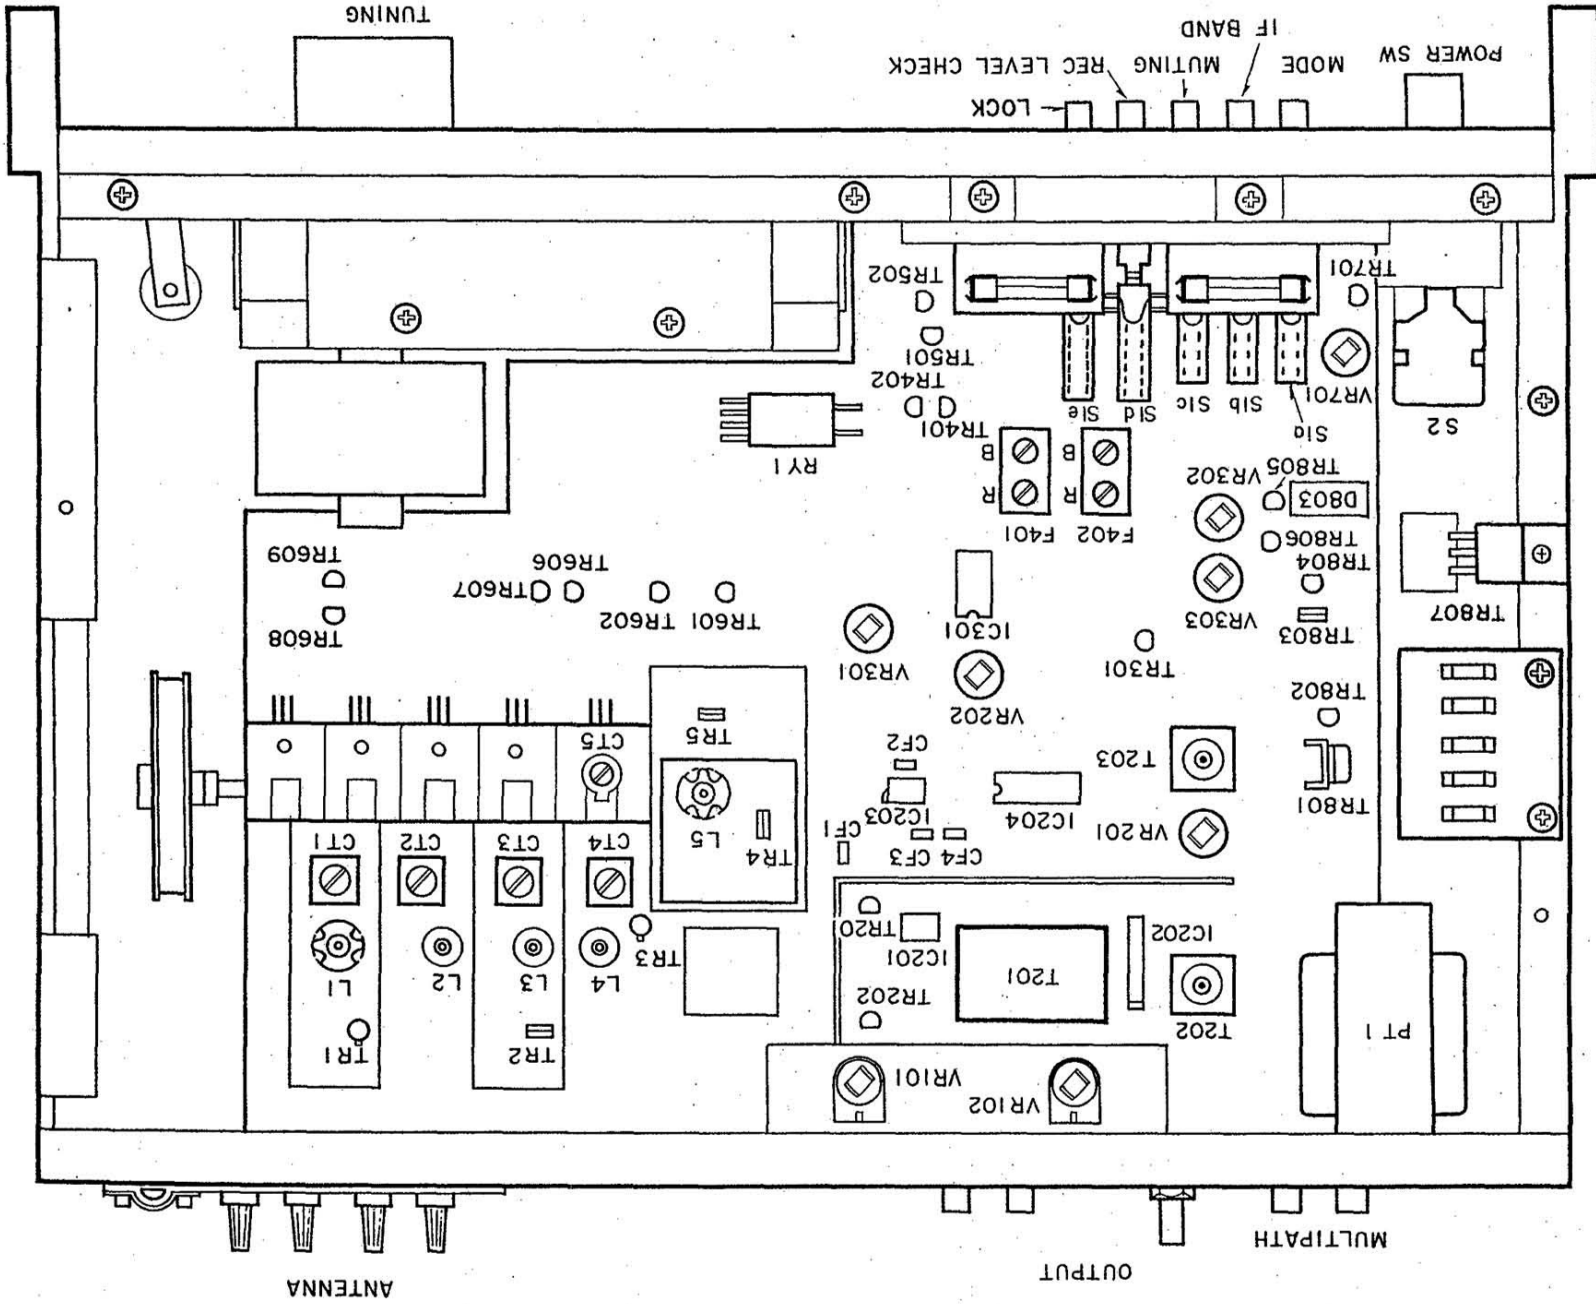 MULTIPATH
OUTPUT
ANTENNA
VR102
VR101
PT 1
T202
TR202
TR2
TR1
IC202
T201
IC201
TR20
TR3
L4
L3
L2
L1
TR801
VR201
IC204
IC203
CF4
CF3
CF1
TR4
L5
CT4
CT3
CT2
CT1
T203
CF2
TR5
CT5
TR802
VR202
TR807
TR803
VR303
TR301
IC301
VR301
TR601
TR602
TR608
TR804
TR806
TR607
TR606
TR609
F402
F401
D803
TR805
VR302
R
R
B
B
RY1
S2
S1a
TR401
VR701
S1b
S1c
S1d
S1e
TR402
TR501
TR701
TR502
LOCK
POWER SW
MODE
MUTING
REC LEVEL CHECK
IF BAND
TUNING